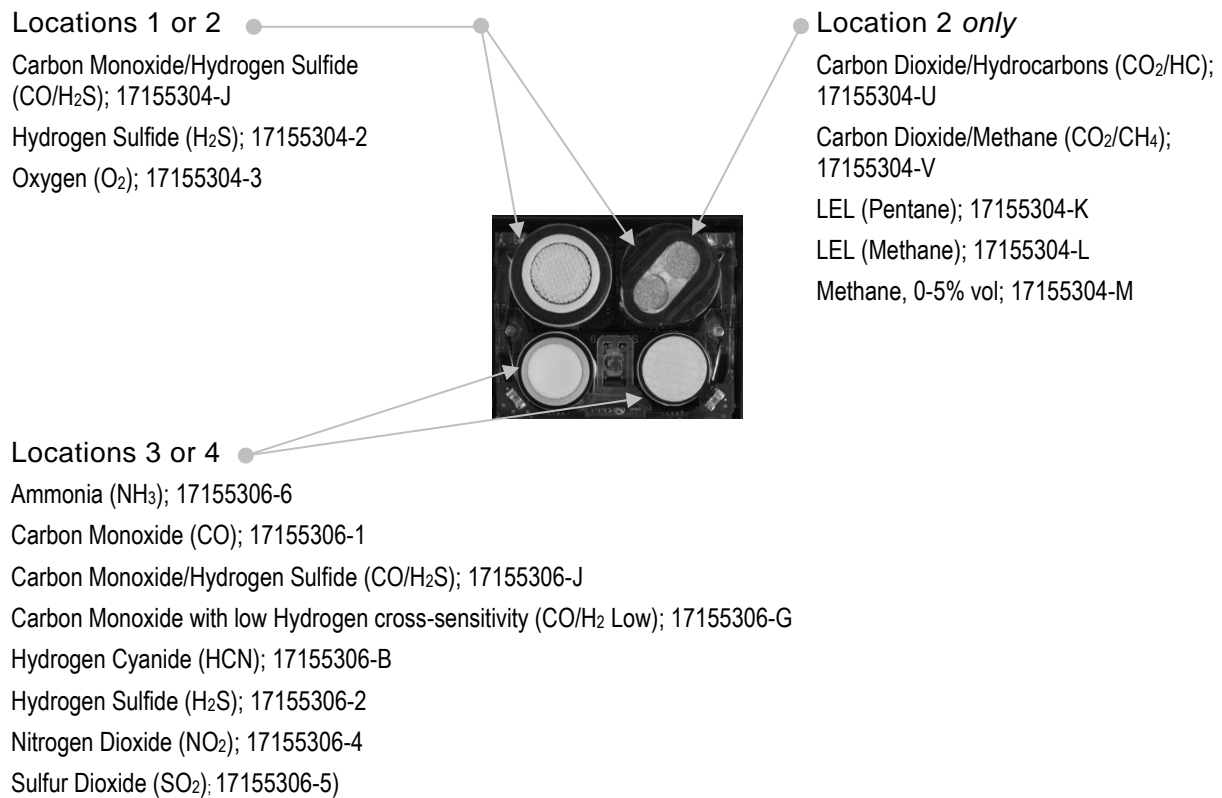 Locations 1 or 2
Carbon Monoxide/Hydrogen Sulfide
(CO/H₂S); 17155304-J
Hydrogen Sulfide (H₂S); 17155304-2
Oxygen (O₂); 17155304-3
Location 2 only
Carbon Dioxide/Hydrocarbons (CO₂/HC);
17155304-U
Carbon Dioxide/Methane (CO₂/CH₄);
17155304-V
LEL (Pentane); 17155304-K
LEL (Methane); 17155304-L
Methane, 0-5% vol; 17155304-M
Locations 3 or 4
Ammonia (NH₃); 17155306-6
Carbon Monoxide (CO); 17155306-1
Carbon Monoxide/Hydrogen Sulfide (CO/H₂S); 17155306-J
Carbon Monoxide with low Hydrogen cross-sensitivity (CO/H₂ Low); 17155306-G
Hydrogen Cyanide (HCN); 17155306-B
Hydrogen Sulfide (H₂S); 17155306-2
Nitrogen Dioxide (NO₂); 17155306-4
Sulfur Dioxide (SO₂); 17155306-5)